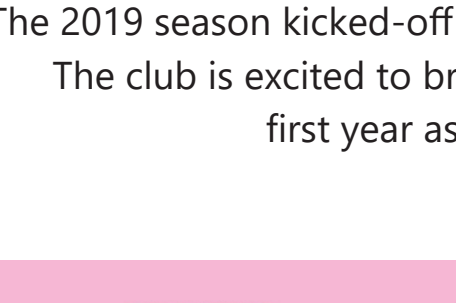 The 2019 season kicked-off
The club is excited to br
first year as